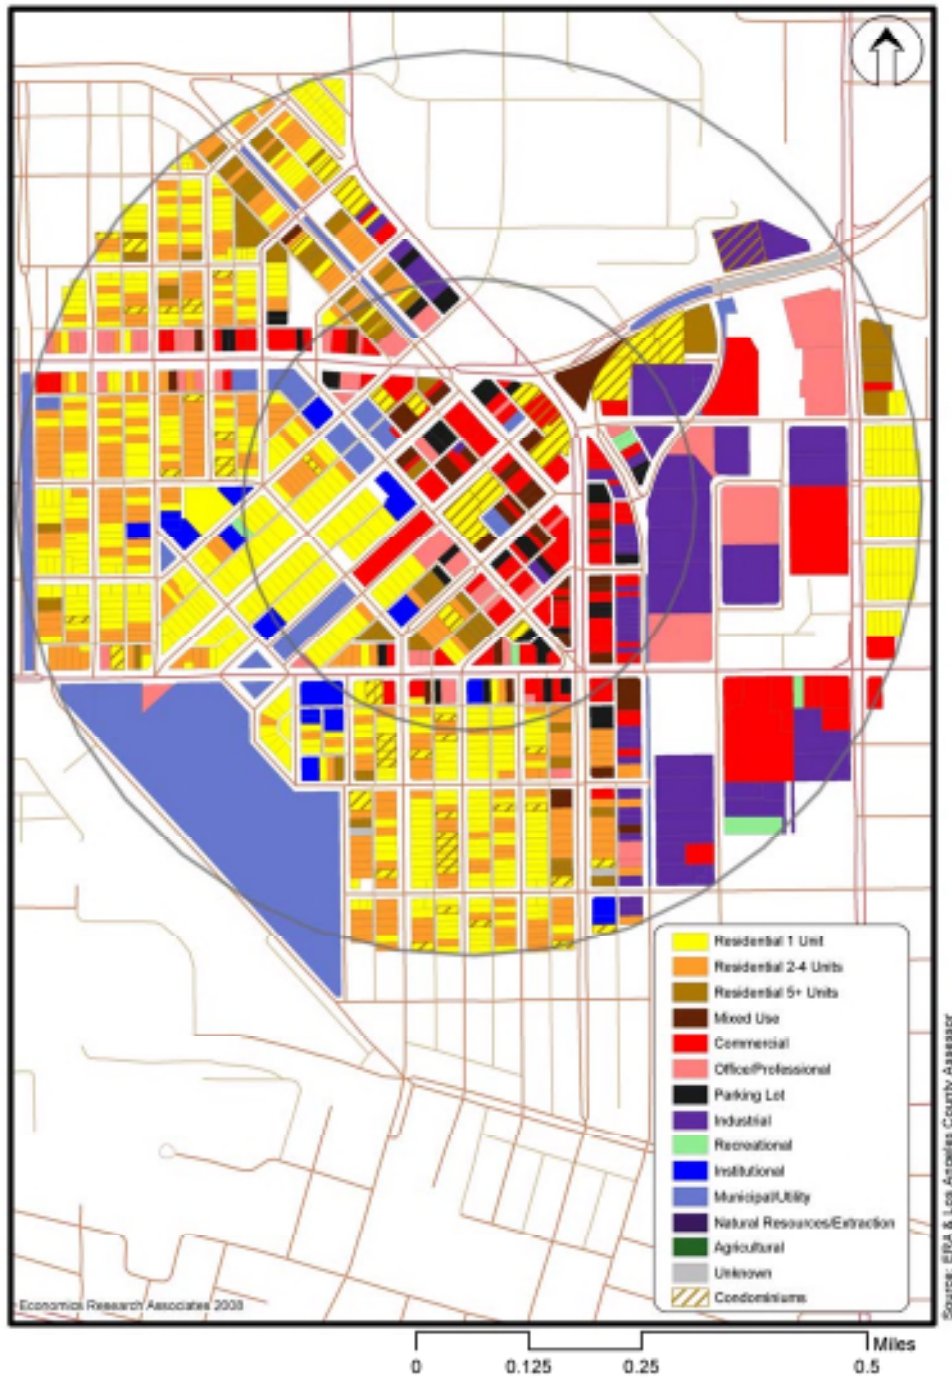 Residential 1 Unit
Residential 2-4 Units
Residential 5+ Units
Mixed Use
Commercial
Office/Professional
Parking Lot
Industrial
Recreational
Institutional
Municipal/Utility
Natural Resources/Extraction
Agricultural
Unknown
Condominiums
Economics Research Associates 2008
Source: ERA & Los Angeles County Assessor
Miles
0 0.125 0.25 0.5